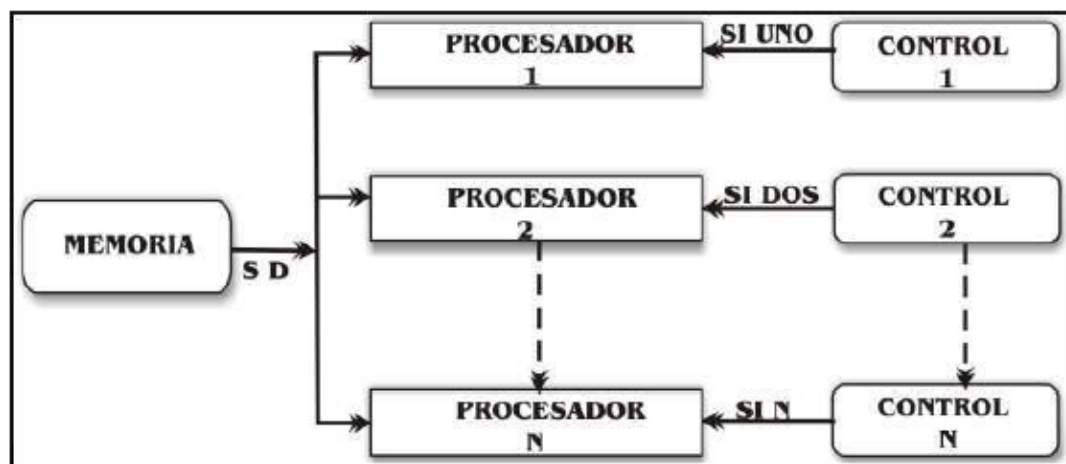 PROCESADOR
1
SI UNO
CONTROL
1
PROCESADOR
2
SI DOS
CONTROL
2
MEMORIA
S D
PROCESADOR
N
SI N
CONTROL
N